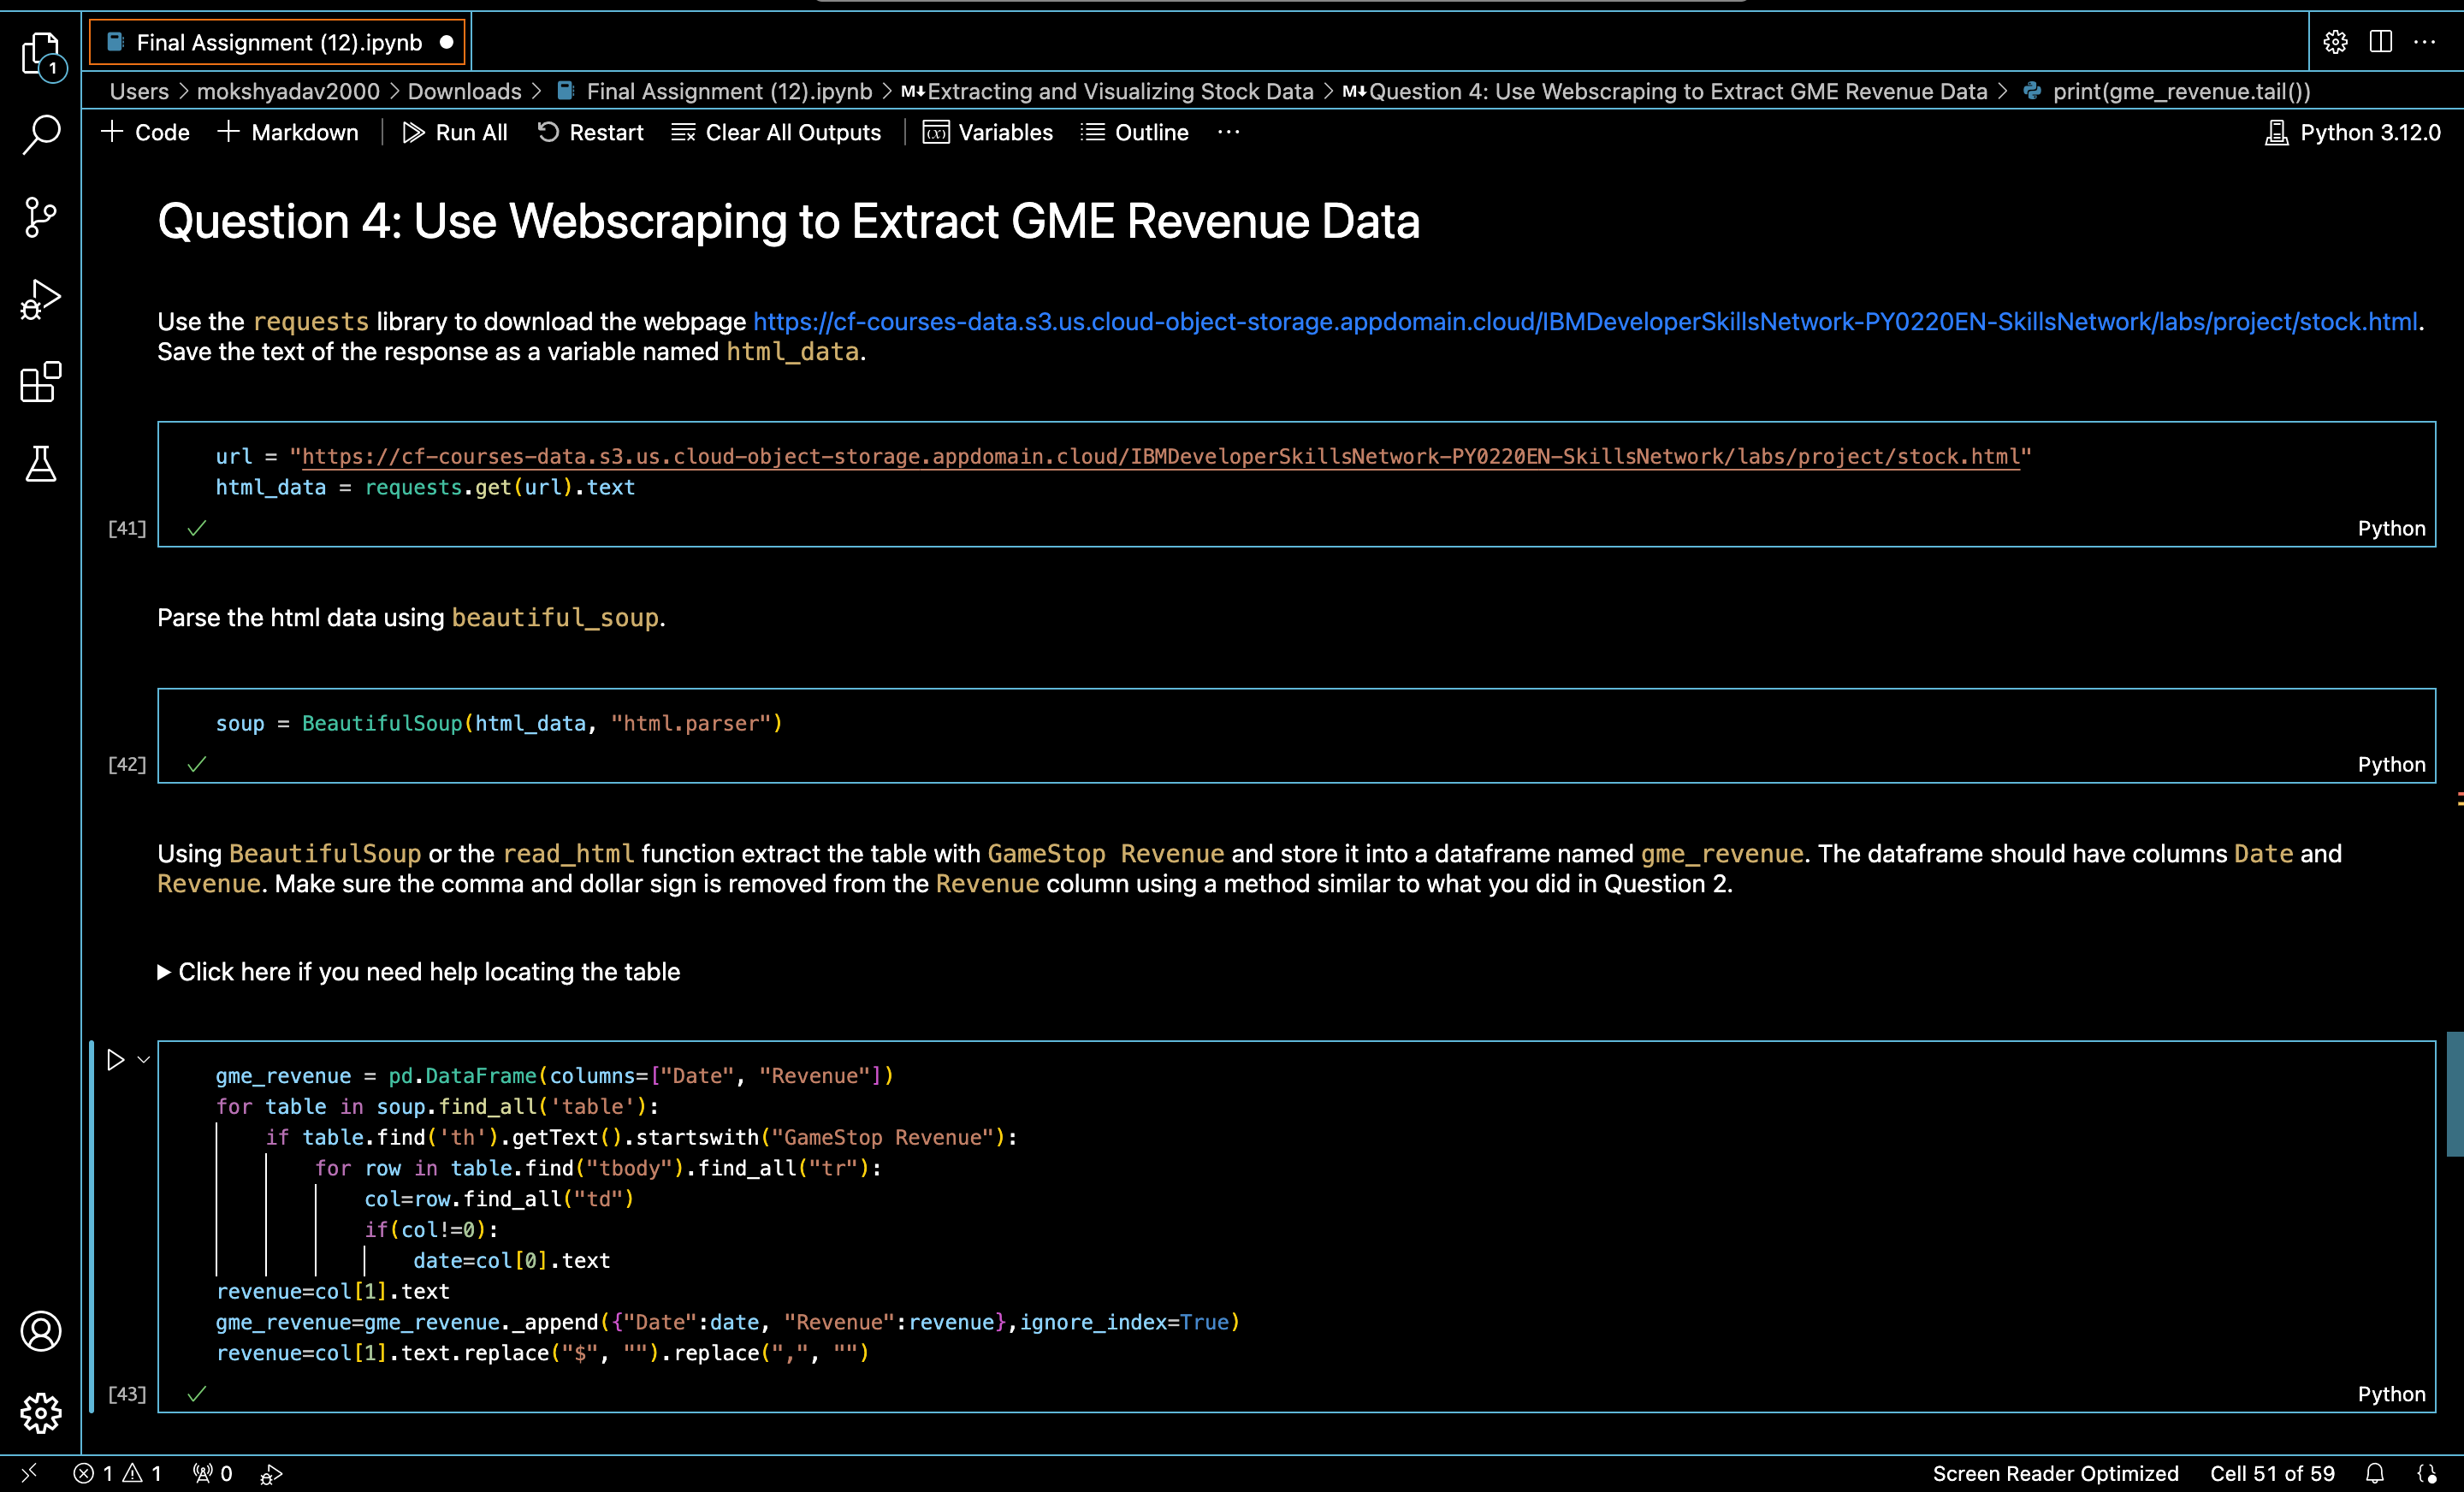 Final Assignment (12).ipynb
1
Users > mokshyadav2000 > Downloads > Final Assignment (12).ipynb > M↓Extracting and Visualizing Stock Data > M↓Question 4: Use Webscraping to Extract GME Revenue Data > print(gme_revenue.tail())
+ Code + Markdown | Run All Restart Clear All Outputs | Variables Outline ··· Python 3.12.0
Question 4: Use Webscraping to Extract GME Revenue Data
Use the requests library to download the webpage https://cf-courses-data.s3.us.cloud-object-storage.appdomain.cloud/IBMDeveloperSkillsNetwork-PY0220EN-SkillsNetwork/labs/project/stock.html.
Save the text of the response as a variable named html_data.
url = "https://cf-courses-data.s3.us.cloud-object-storage.appdomain.cloud/IBMDeveloperSkillsNetwork-PY0220EN-SkillsNetwork/labs/project/stock.html"
html_data = requests.get(url).text
[41] Python
Parse the html data using beautiful_soup.
soup = BeautifulSoup(html_data, "html.parser")
[42] Python
Using BeautifulSoup or the read_html function extract the table with GameStop Revenue and store it into a dataframe named gme_revenue. The dataframe should have columns Date and
Revenue. Make sure the comma and dollar sign is removed from the Revenue column using a method similar to what you did in Question 2.
Click here if you need help locating the table
gme_revenue = pd.DataFrame(columns=["Date", "Revenue"])
for table in soup.find_all('table'):
    if table.find('th').getText().startswith("GameStop Revenue"):
        for row in table.find("tbody").find_all("tr"):
            col=row.find_all("td")
            if(col!=0):
                date=col[0].text
revenue=col[1].text
gme_revenue=gme_revenue._append({"Date":date, "Revenue":revenue},ignore_index=True)
revenue=col[1].text.replace("$", "").replace(",", "")
[43] Python
1 1 0 Screen Reader Optimized Cell 51 of 59